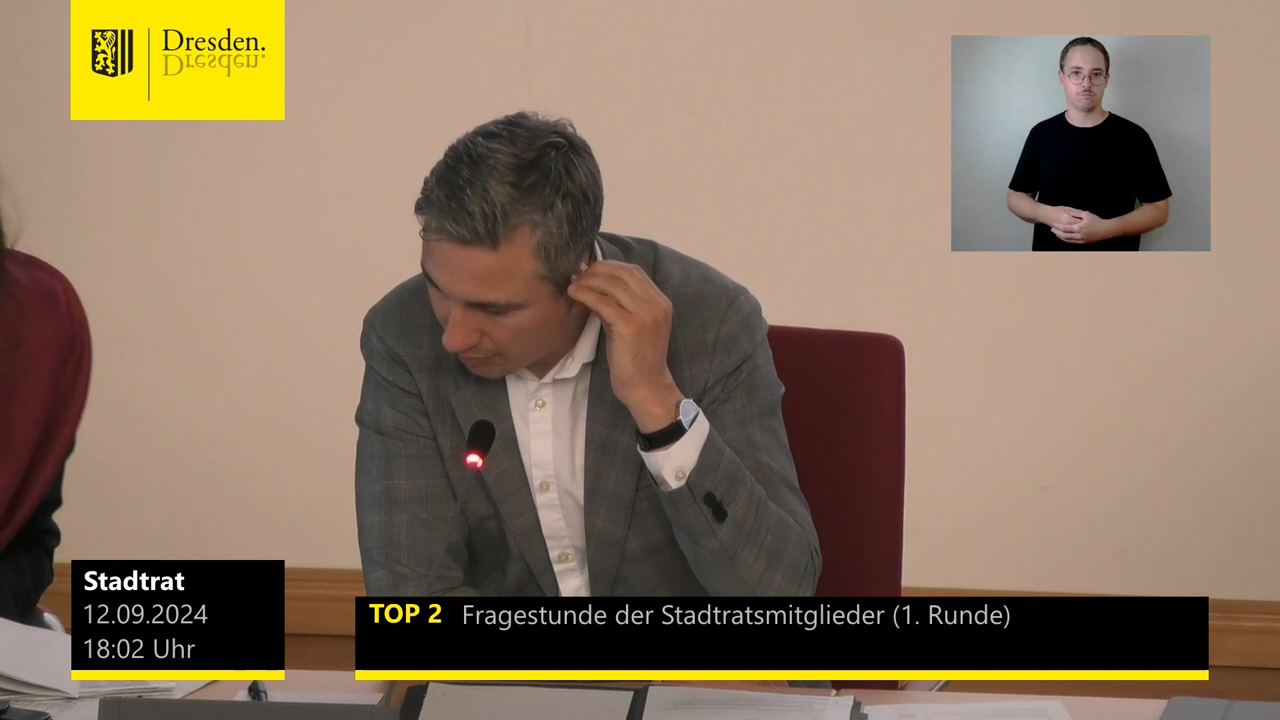 Dresden.
Dresden.
Stadtrat
12.09.2024
18:02 Uhr
TOP 2 Fragestunde der Stadtratsmitglieder (1. Runde)